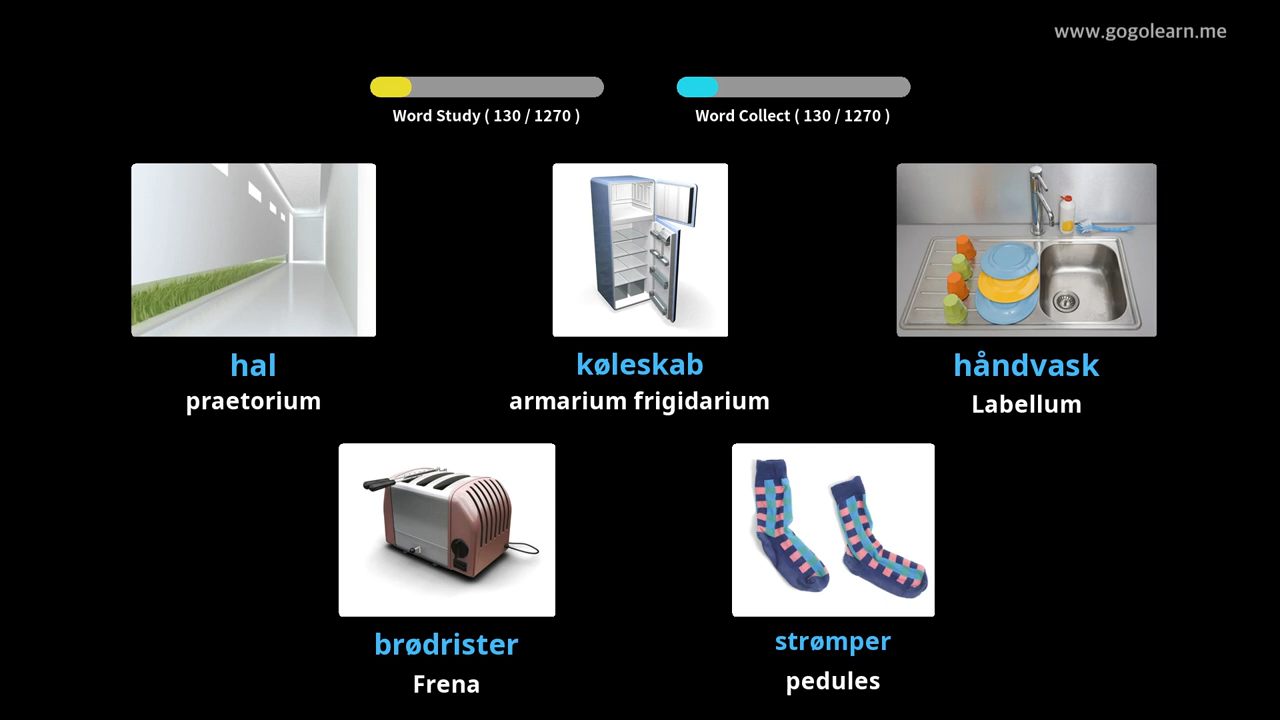 www.gogolearn.me
Word Study ( 130 / 1270 )
Word Collect ( 130 / 1270 )
hal
praetorium
køleskab
armarium frigidarium
håndvask
Labellum
brødrister
Frena
strømper
pedules